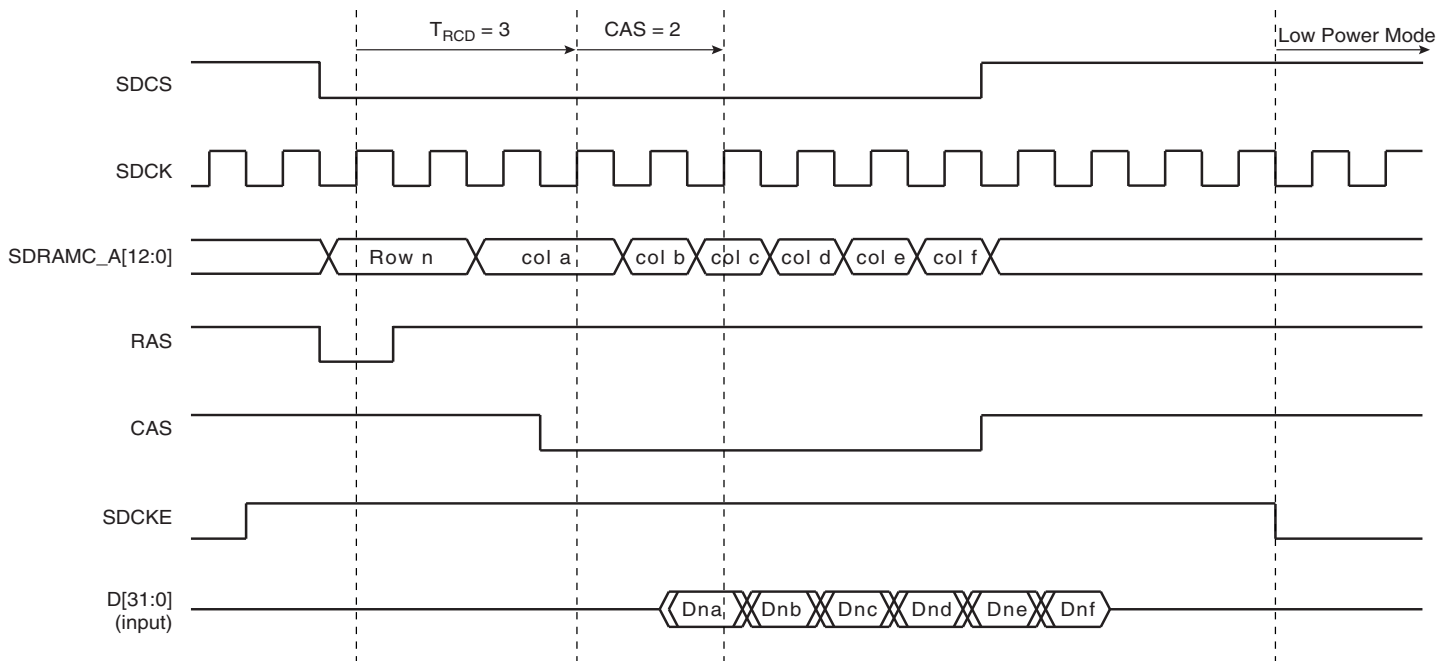 T_RCD = 3
CAS = 2
Low Power Mode
SDCS
SDCK
SDRAMC_A[12:0]
Row n
col a
col b
col c
col d
col e
col f
RAS
CAS
SDCKE
D[31:0]
(input)
Dna
Dnb
Dnc
Dnd
Dne
Dnf